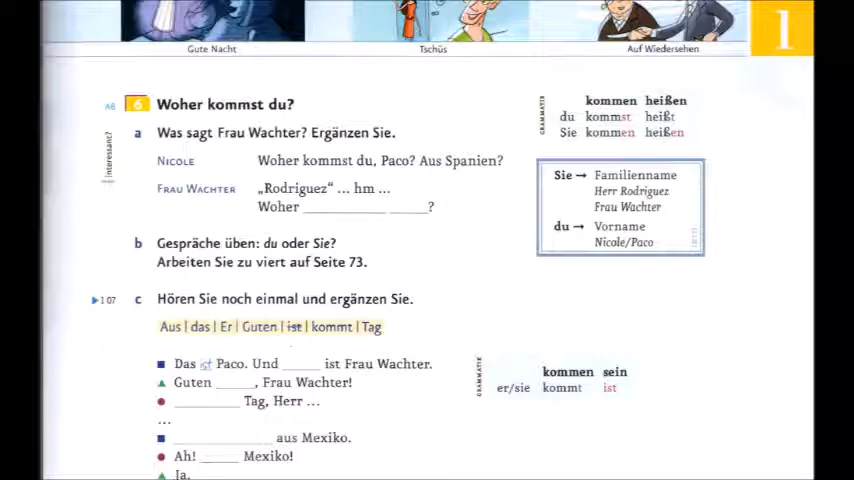 Gute Nacht
Tschüs
Auf Wiedersehen
1
A6
6
Woher kommst du?
Interessant?
a Was sagt Frau Wachter? Ergänzen Sie.
NICOLE Woher kommst du, Paco? Aus Spanien?
FRAU WACHTER „Rodriguez“ ... hm ...
Woher ____________ ______?
GRAMMATIK
kommen heißen
du kommst heißt
Sie kommen heißen
Sie → Familienname
Herr Rodriguez
Frau Wachter
du → Vorname
Nicole/Paco
b Gespräche üben: du oder Sie?
Arbeiten Sie zu viert auf Seite 73.
1 07
c Hören Sie noch einmal und ergänzen Sie.
Aus | das | Er | Guten | ist | kommt | Tag
Das ist Paco. Und _____ ist Frau Wachter.
Guten _____, Frau Wachter!
_________ Tag, Herr ...
...
______________ aus Mexiko.
Ah! _____ Mexiko!
Ja.
GRAMMATIK
kommen sein
er/sie kommt ist